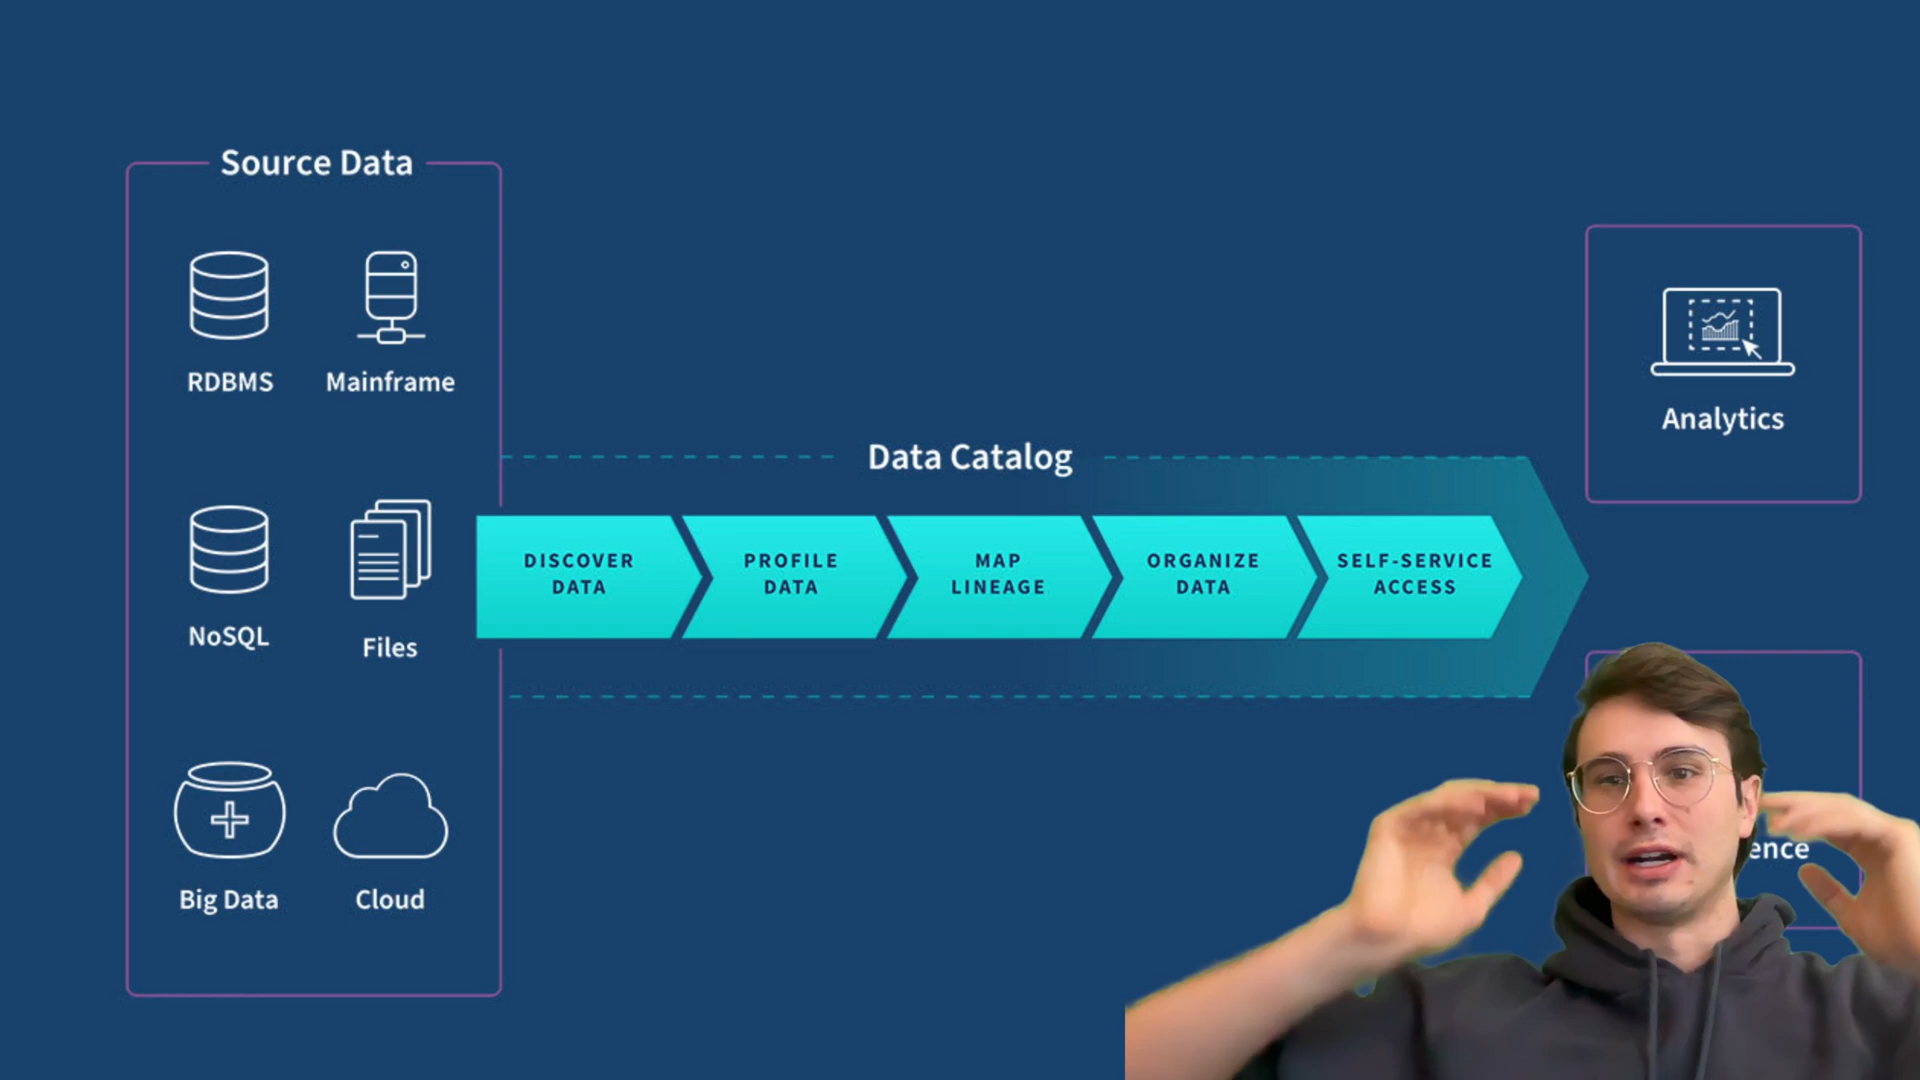 Source Data
RDBMS
Mainframe
NoSQL
Files
Big Data
Cloud
Data Catalog
DISCOVER
DATA
PROFILE
DATA
MAP
LINEAGE
ORGANIZE
DATA
SELF-SERVICE
ACCESS
Analytics
ence